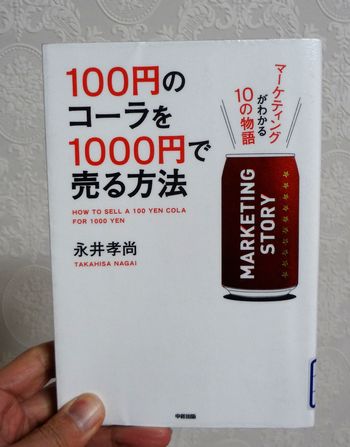 100円の
コーラを
1000円で
売る方法
HOW TO SELL A 100 YEN COLA
FOR 1000 YEN
永井孝尚
TAKAHISA NAGAI
マーケティング
がわかる
10の物語
MARKETING
STORY
中経出版